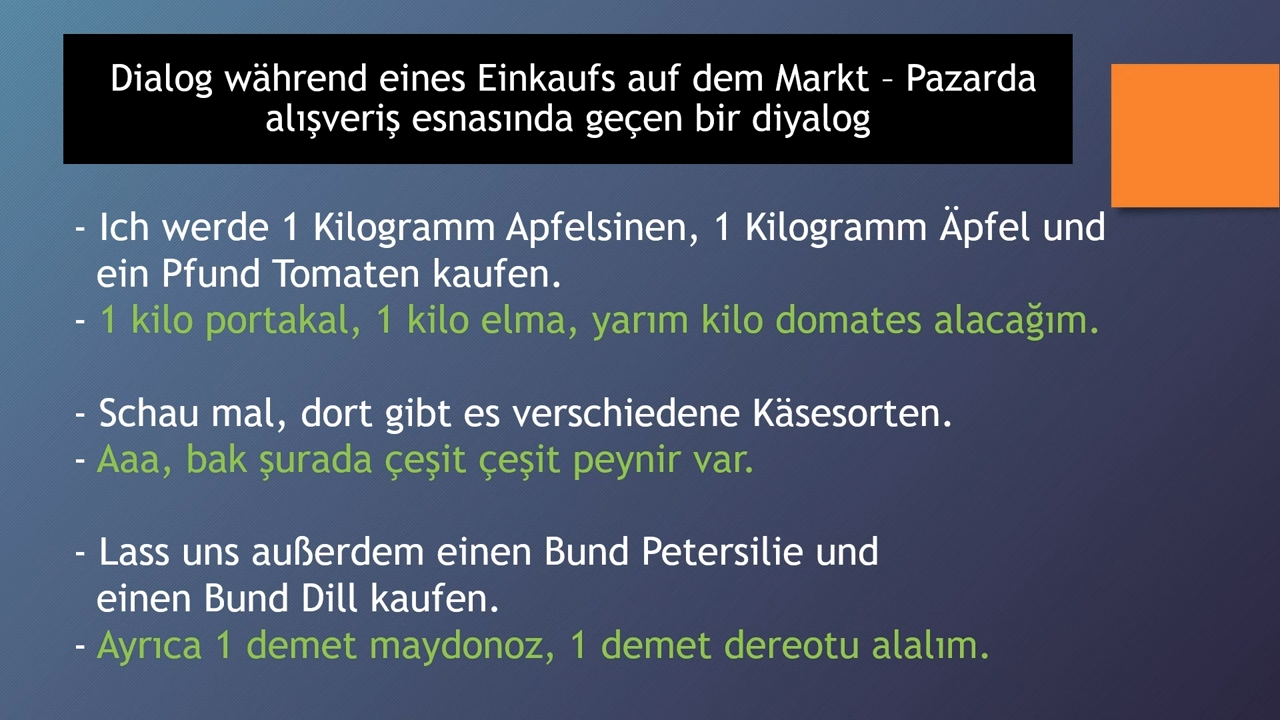 Dialog während eines Einkaufs auf dem Markt – Pazarda
alışveriş esnasında geçen bir diyalog
- Ich werde 1 Kilogramm Apfelsinen, 1 Kilogramm Äpfel und
ein Pfund Tomaten kaufen.
- 1 kilo portakal, 1 kilo elma, yarım kilo domates alacağım.
- Schau mal, dort gibt es verschiedene Käsesorten.
- Aaa, bak şurada çeşit çeşit peynir var.
- Lass uns außerdem einen Bund Petersilie und
einen Bund Dill kaufen.
- Ayrıca 1 demet maydonoz, 1 demet dereotu alalım.